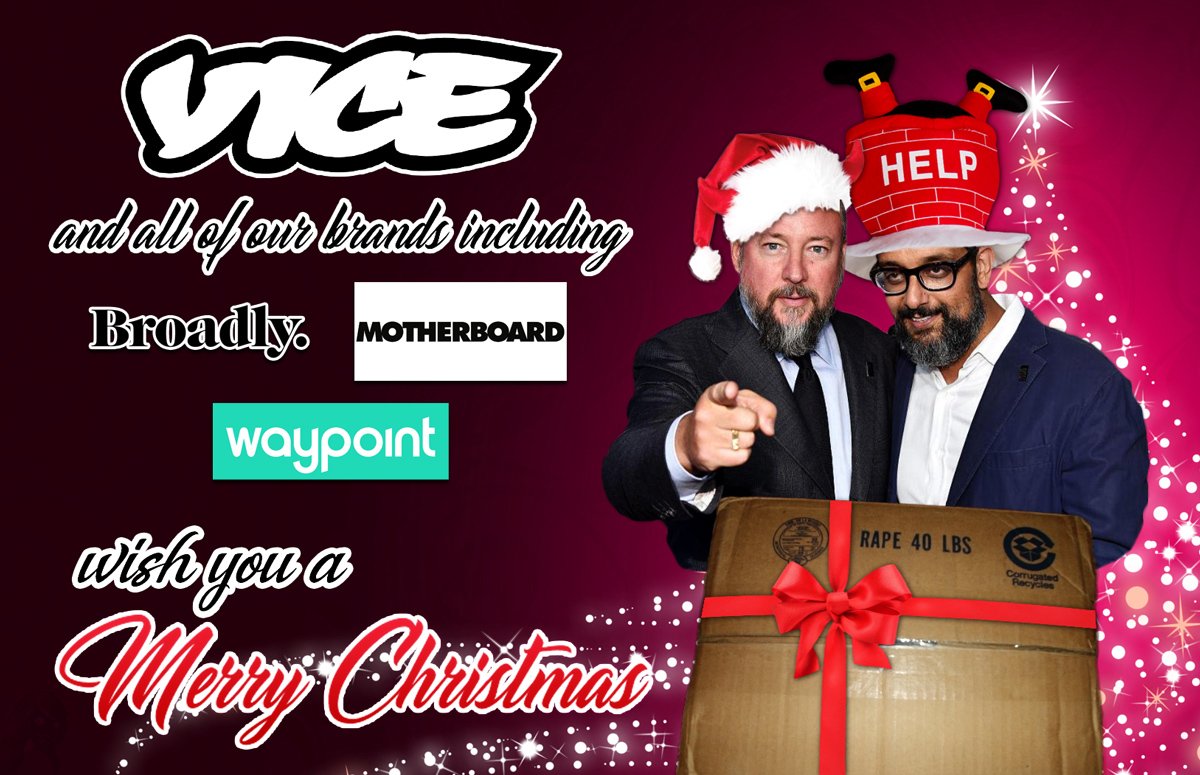 VICE
and all of our brands including
Broadly.
MOTHERBOARD
waypoint
wish you a
Merry Christmas
HELP
RAPE 40 LBS
Corrugated
Recycles